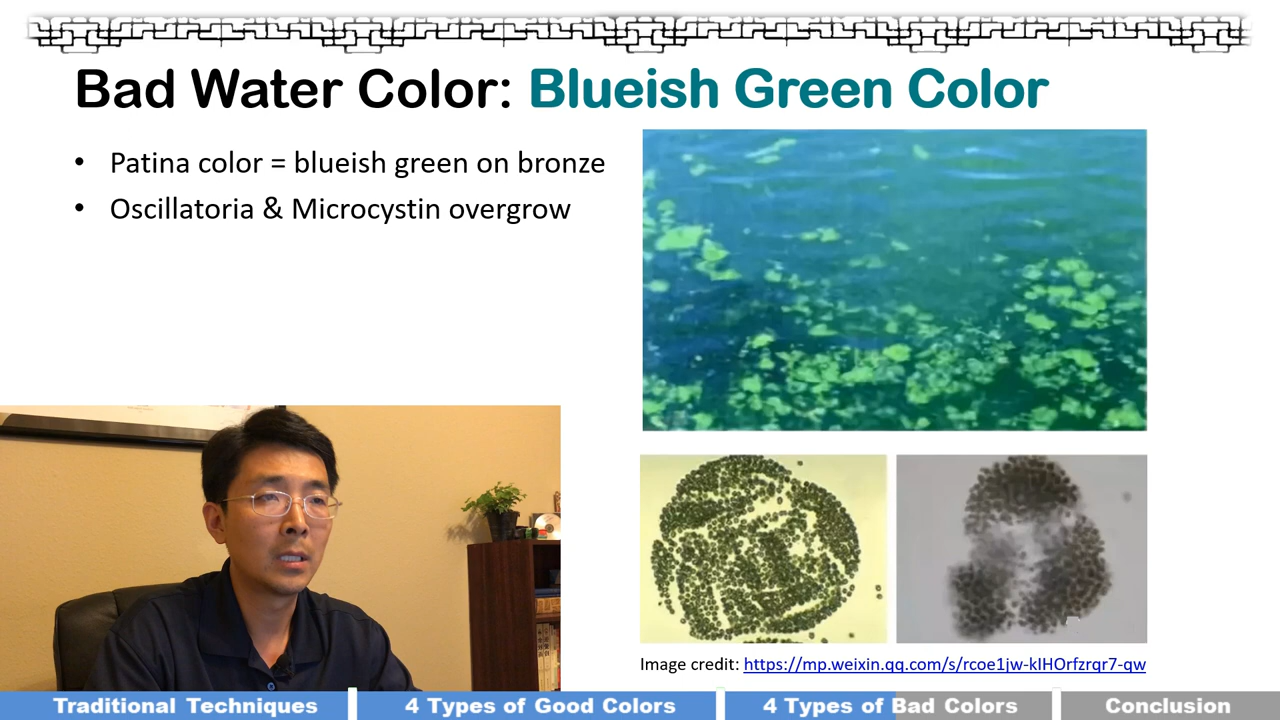 Bad Water Color: Blueish Green Color
• Patina color = blueish green on bronze
• Oscillatoria & Microcystin overgrow
Image credit: https://mp.weixin.qq.com/s/rcoe1jw-kIHOrfzrqr7-qw
Traditional Techniques
4 Types of Good Colors
4 Types of Bad Colors
Conclusion